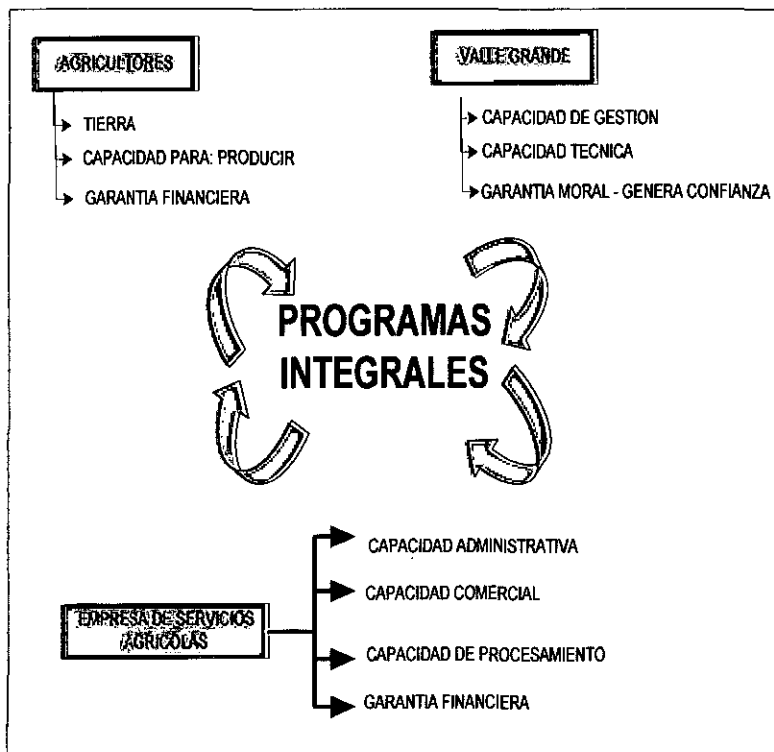 AGRICULTORES
TIERRA
CAPACIDAD PARA: PRODUCIR
GARANTIA FINANCIERA
VALLE GRANDE
CAPACIDAD DE GESTION
CAPACIDAD TECNICA
GARANTIA MORAL - GENERA CONFIANZA
PROGRAMAS
INTEGRALES
EMPRESA DE SERVICIOS
AGRICOLAS
CAPACIDAD ADMINISTRATIVA
CAPACIDAD COMERCIAL
CAPACIDAD DE PROCESAMIENTO
GARANTIA FINANCIERA